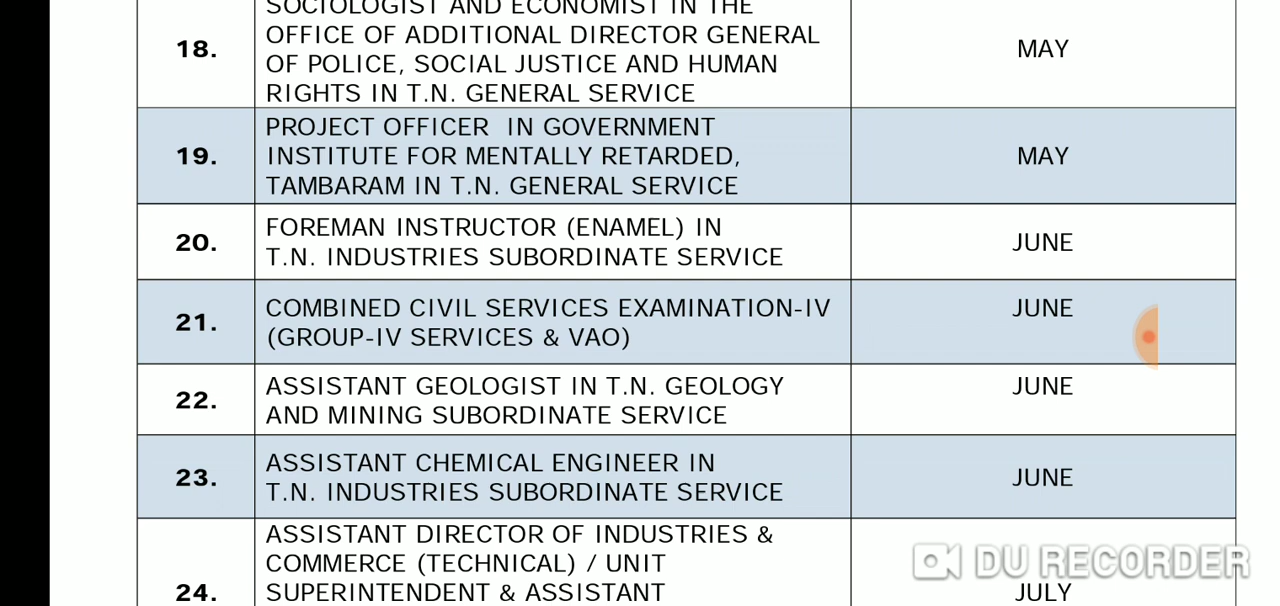 SOCIOLOGIST AND ECONOMIST IN THE
18. OFFICE OF ADDITIONAL DIRECTOR GENERAL MAY
OF POLICE, SOCIAL JUSTICE AND HUMAN
RIGHTS IN T.N. GENERAL SERVICE
PROJECT OFFICER IN GOVERNMENT
19. INSTITUTE FOR MENTALLY RETARDED, MAY
TAMBARAM IN T.N. GENERAL SERVICE
20. FOREMAN INSTRUCTOR (ENAMEL) IN JUNE
T.N. INDUSTRIES SUBORDINATE SERVICE
21. COMBINED CIVIL SERVICES EXAMINATION-IV JUNE
(GROUP-IV SERVICES & VAO)
22. ASSISTANT GEOLOGIST IN T.N. GEOLOGY JUNE
AND MINING SUBORDINATE SERVICE
23. ASSISTANT CHEMICAL ENGINEER IN JUNE
T.N. INDUSTRIES SUBORDINATE SERVICE
ASSISTANT DIRECTOR OF INDUSTRIES &
COMMERCE (TECHNICAL) / UNIT
24. SUPERINTENDENT & ASSISTANT JULY
DU RECORDER